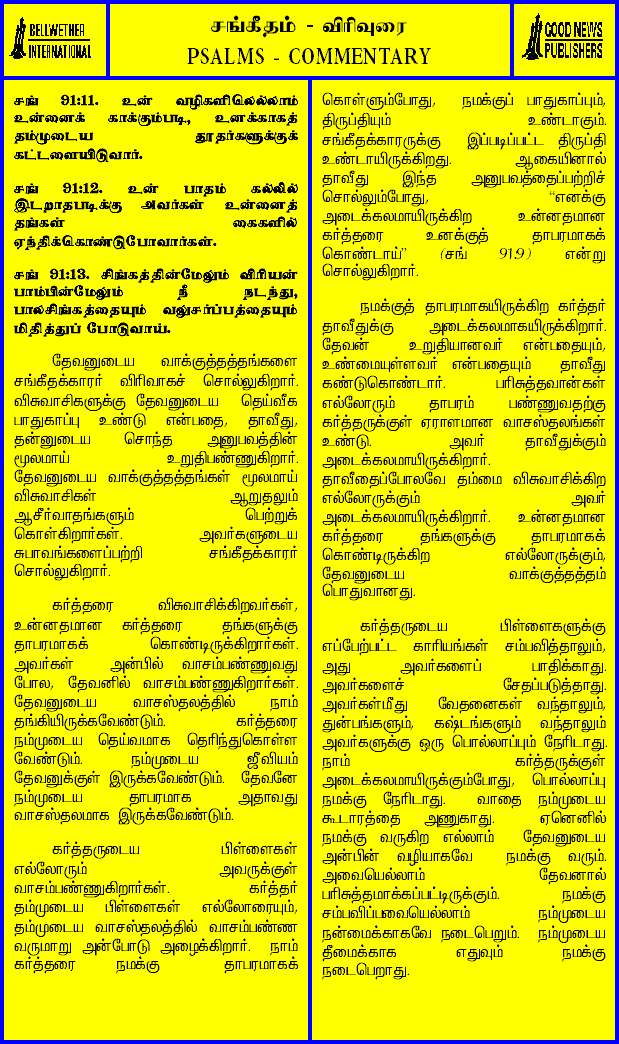 BELLWETHER
INTERNATIONAL
சங்கீதம் - விரிவுரை
PSALMS - COMMENTARY
GOOD NEWS
PUBLISHERS
சங் 91:11. உன் வழிகளிலெல்லாம்
உன்னைக் காக்கும்படி, உனக்காகத்
தம்முடைய தூதர்களுக்குக்
கட்டளையிடுவார்.
சங் 91:12. உன் பாதம் கல்லில்
இடறாதபடிக்கு அவர்கள் உன்னைத்
தங்கள் கைகளில்
ஏந்திக்கொண்டுபோவார்கள்.
சங் 91:13. சிங்கத்தின்மேலும் விரியன்
பாம்பின்மேலும் நீ நடந்து,
பாலசிங்கத்தையும் வலுசர்ப்பத்தையும்
மிதித்துப் போடுவாய்.
தேவனுடைய வாக்குத்தத்தங்களை
சங்கீதக்காரர் விரிவாகச் சொல்லுகிறார்.
விசுவாசிகளுக்கு தேவனுடைய தெய்வீக
பாதுகாப்பு உண்டு என்பதை, தாவீது,
தன்னுடைய சொந்த அனுபவத்தின்
மூலமாய் உறுதிபண்ணுகிறார்.
தேவனுடைய வாக்குத்தத்தங்கள் மூலமாய்
விசுவாசிகள் ஆறுதலும்
ஆசீர்வாதங்களும் பெற்றுக்
கொள்கிறார்கள். அவர்களுடைய
சுபாவங்களைப்பற்றி சங்கீதக்காரர்
சொல்லுகிறார்.
கர்த்தரை விசுவாசிக்கிறவர்கள்,
உன்னதமான கர்த்தரை தங்களுக்கு
தாபரமாகக் கொண்டிருக்கிறார்கள்.
அவர்கள் அன்பில் வாசம்பண்ணுவது
போல, தேவனில் வாசம்பண்ணுகிறார்கள்.
தேவனுடைய வாசஸ்தலத்தில் நாம்
தங்கியிருக்கவேண்டும். கர்த்தரை
நம்முடைய தெய்வமாக தெரிந்துகொள்ள
வேண்டும். நம்முடைய ஜீவியம்
தேவனுக்குள் இருக்கவேண்டும். தேவனே
நம்முடைய தாபரமாக அதாவது
வாசஸ்தலமாக இருக்கவேண்டும்.
கர்த்தருடைய பிள்ளைகள்
எல்லோரும் அவருக்குள்
வாசம்பண்ணுகிறார்கள். கர்த்தர்
தம்முடைய பிள்ளைகள் எல்லோரையும்,
தம்முடைய வாசஸ்தலத்தில் வாசம்பண்ண
வருமாறு அன்போடு அழைக்கிறார். நாம்
கர்த்தரை நமக்கு தாபரமாகக்
கொள்ளும்போது, நமக்குப் பாதுகாப்பும்,
திருப்தியும் உண்டாகும்.
சங்கீதக்காரருக்கு இப்படிப்பட்ட திருப்தி
உண்டாயிருக்கிறது. ஆகையினால்
தாவீது இந்த அனுபவத்தைப்பற்றிச்
சொல்லும்போது, "எனக்கு
அடைக்கலமாயிருக்கிற உன்னதமான
கர்த்தரை உனக்குத் தாபரமாகக்
கொண்டாய்" (சங் 91:9) என்று
சொல்லுகிறார்.
நமக்குத் தாபரமாகயிருக்கிற கர்த்தர்
தாவீதுக்கு அடைக்கலமாகயிருக்கிறார்.
தேவன் உறுதியானவர் என்பதையும்,
உண்மையுள்ளவர் என்பதையும் தாவீது
கண்டுகொண்டார். பரிசுத்தவான்கள்
எல்லோரும் தாபரம் பண்ணுவதற்கு
கர்த்தருக்குள் ஏராளமான வாசஸ்தலங்கள்
உண்டு. அவர் தாவீதுக்கும்
அடைக்கலமாயிருக்கிறார்.
தாவீதைப்போலவே தம்மை விசுவாசிக்கிற
எல்லோருக்கும் அவர்
அடைக்கலமாயிருக்கிறார். உன்னதமான
கர்த்தரை தங்களுக்கு தாபரமாகக்
கொண்டிருக்கிற எல்லோருக்கும்,
தேவனுடைய வாக்குத்தத்தம்
பொதுவானது.
கர்த்தருடைய பிள்ளைகளுக்கு
எப்பேற்பட்ட காரியங்கள் சம்பவித்தாலும்,
அது அவர்களைப் பாதிக்காது.
அவர்களைச் சேதப்படுத்தாது.
அவர்கள்மீது வேதனைகள் வந்தாலும்,
துன்பங்களும், கஷ்டங்களும் வந்தாலும்
அவர்களுக்கு ஒரு பொல்லாப்பும் நேரிடாது.
நாம் கர்த்தருக்குள்
அடைக்கலமாயிருக்கும்போது, பொல்லாப்பு
நமக்கு நேரிடாது. வாதை நம்முடைய
கூடாரத்தை அணுகாது. ஏனெனில்
நமக்கு வருகிற எல்லாம் தேவனுடைய
அன்பின் வழியாகவே நமக்கு வரும்.
அவையெல்லாம் தேவனால்
பரிசுத்தமாக்கப்பட்டிருக்கும். நமக்கு
சம்பவிப்பவையெல்லாம் நம்முடைய
நன்மைக்காகவே நடைபெறும். நம்முடைய
தீமைக்காக எதுவும் நமக்கு
நடைபெறாது.